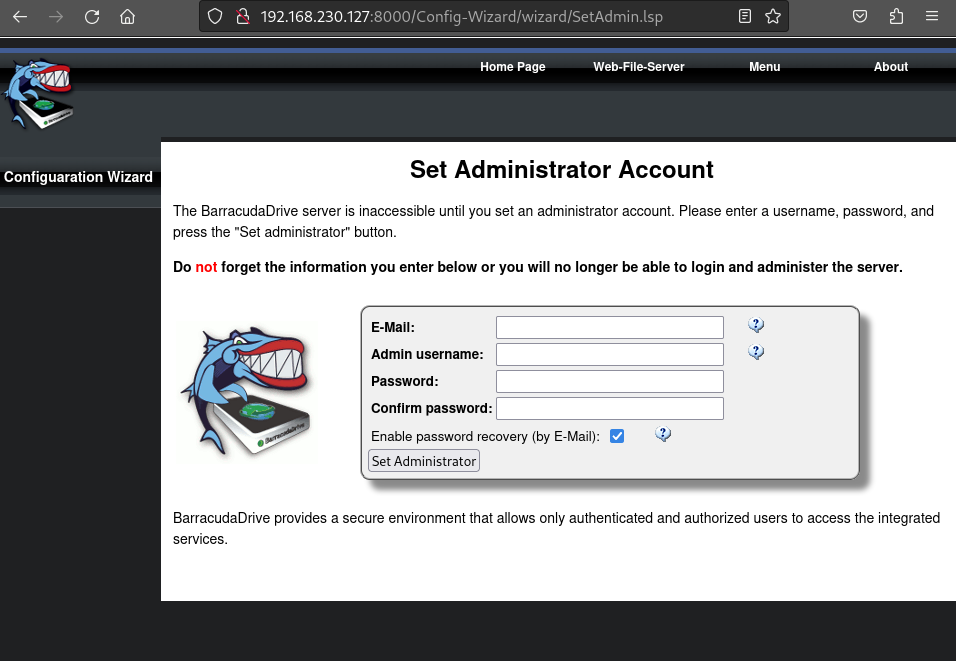 192.168.230.127:8000/Config-Wizard/wizard/SetAdmin.lsp
Home Page Web-File-Server Menu About
Configuaration Wizard
Set Administrator Account
The BarracudaDrive server is inaccessible until you set an administrator account. Please enter a username, password, and
press the "Set administrator" button.
Do not forget the information you enter below or you will no longer be able to login and administer the server.
E-Mail:
Admin username:
Password:
Confirm password:
Enable password recovery (by E-Mail):
Set Administrator
BarracudaDrive
BarracudaDrive provides a secure environment that allows only authenticated and authorized users to access the integrated
services.